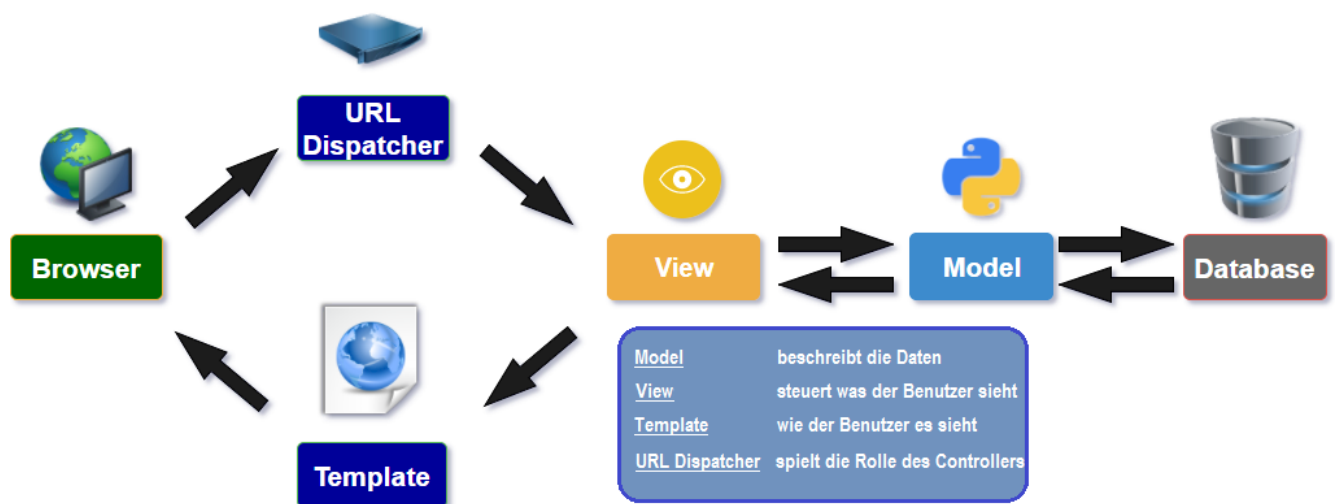 URL
Dispatcher
Browser
View
Model
Database
Template
Model beschreibt die Daten
View steuert was der Benutzer sieht
Template wie der Benutzer es sieht
URL Dispatcher spielt die Rolle des Controllers